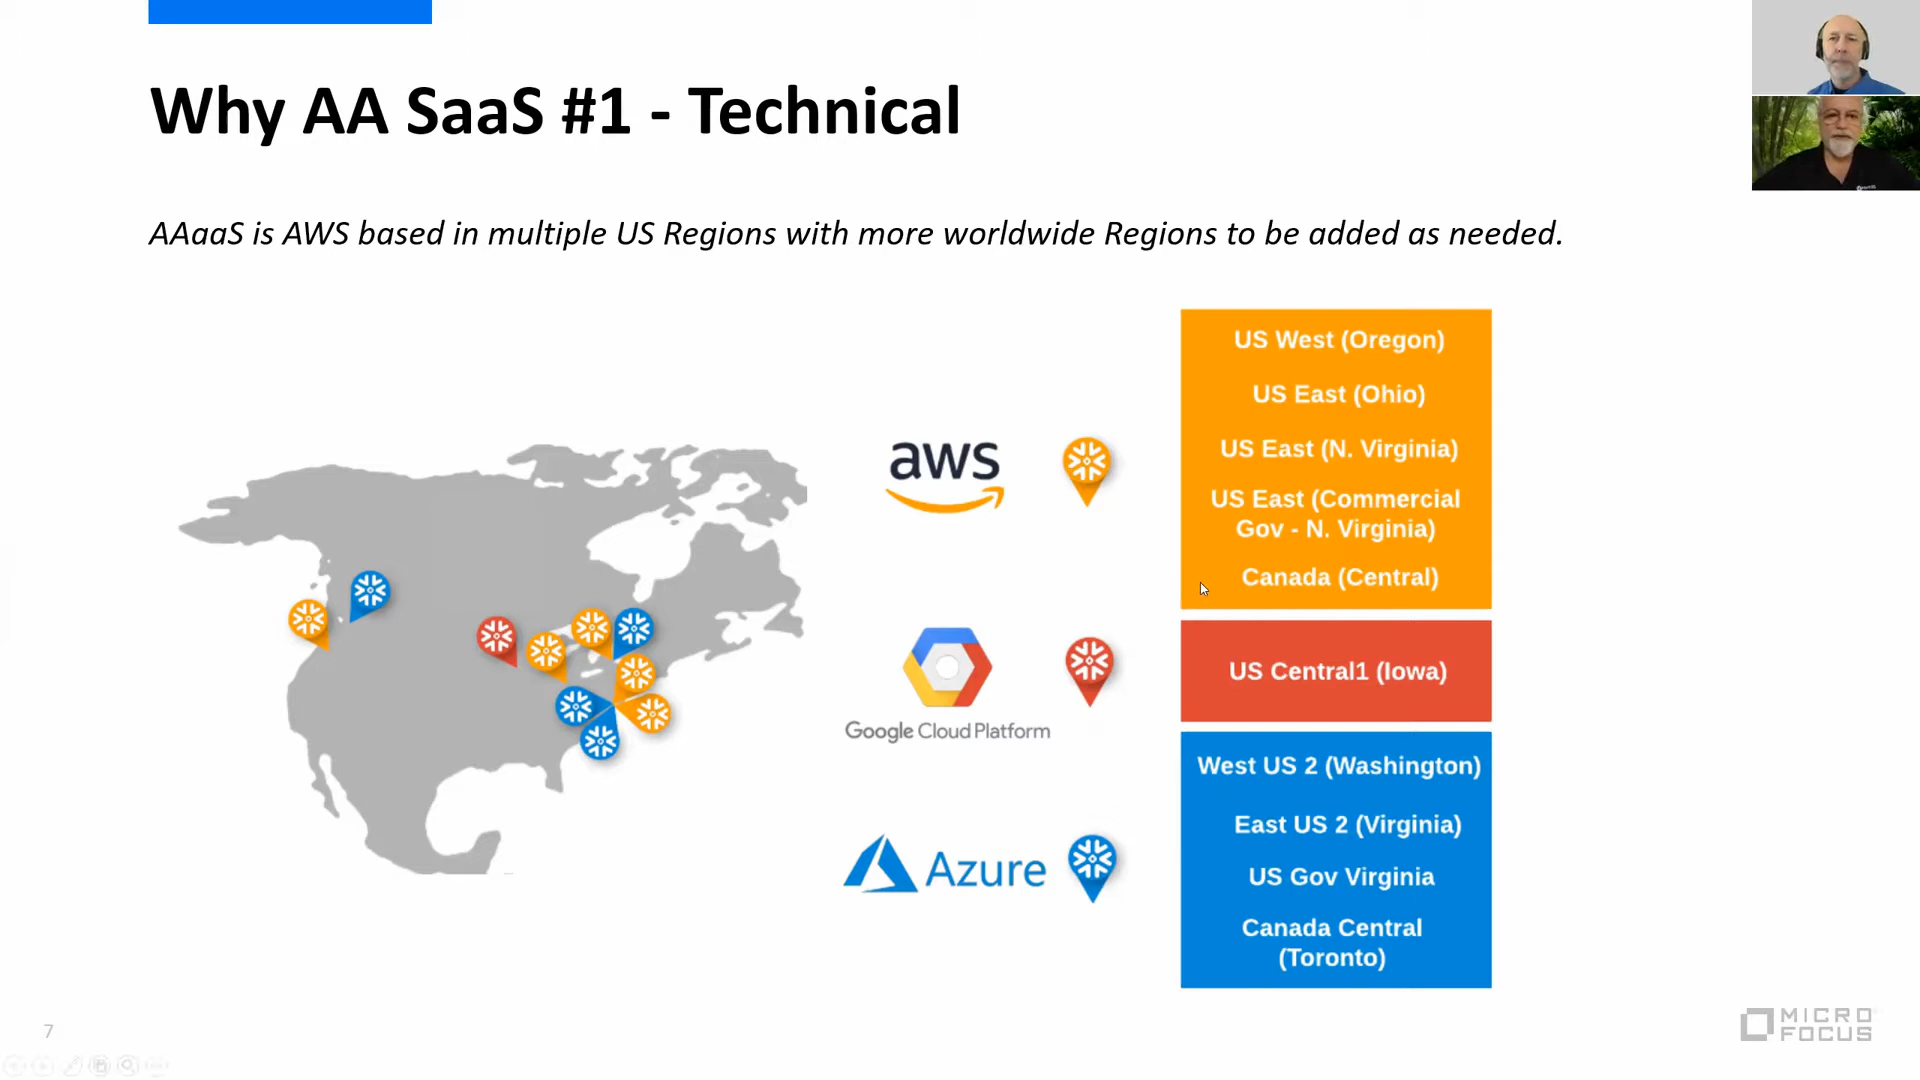 Why AA SaaS #1 - Technical
AAaaS is AWS based in multiple US Regions with more worldwide Regions to be added as needed.
aws
US West (Oregon)
US East (Ohio)
US East (N. Virginia)
US East (Commercial
Gov - N. Virginia)
Canada (Central)
Google Cloud Platform
US Central1 (Iowa)
Azure
West US 2 (Washington)
East US 2 (Virginia)
US Gov Virginia
Canada Central
(Toronto)
7
MICRO
FOCUS